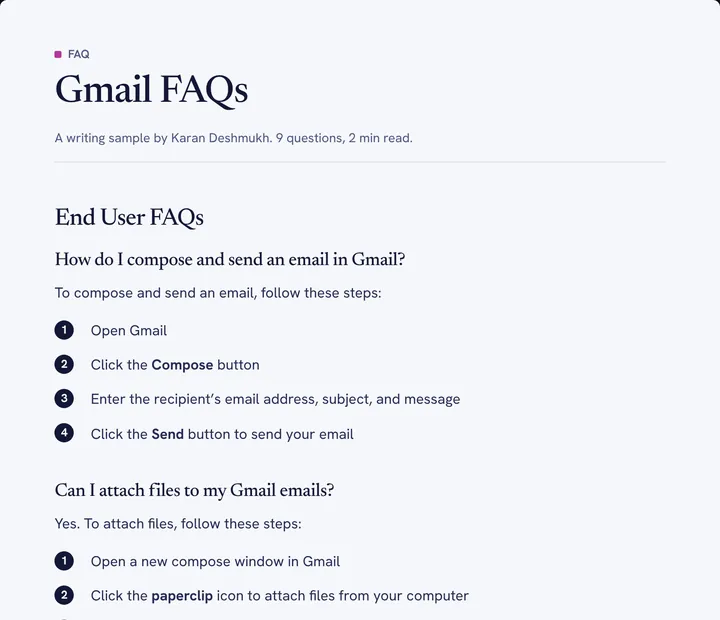 FAQ
Gmail FAQs
A writing sample by Karan Deshmukh. 9 questions, 2 min read.
End User FAQs
How do I compose and send an email in Gmail?
To compose and send an email, follow these steps:
1 Open Gmail
2 Click the Compose button
3 Enter the recipient’s email address, subject, and message
4 Click the Send button to send your email
Can I attach files to my Gmail emails?
Yes. To attach files, follow these steps:
1 Open a new compose window in Gmail
2 Click the paperclip icon to attach files from your computer